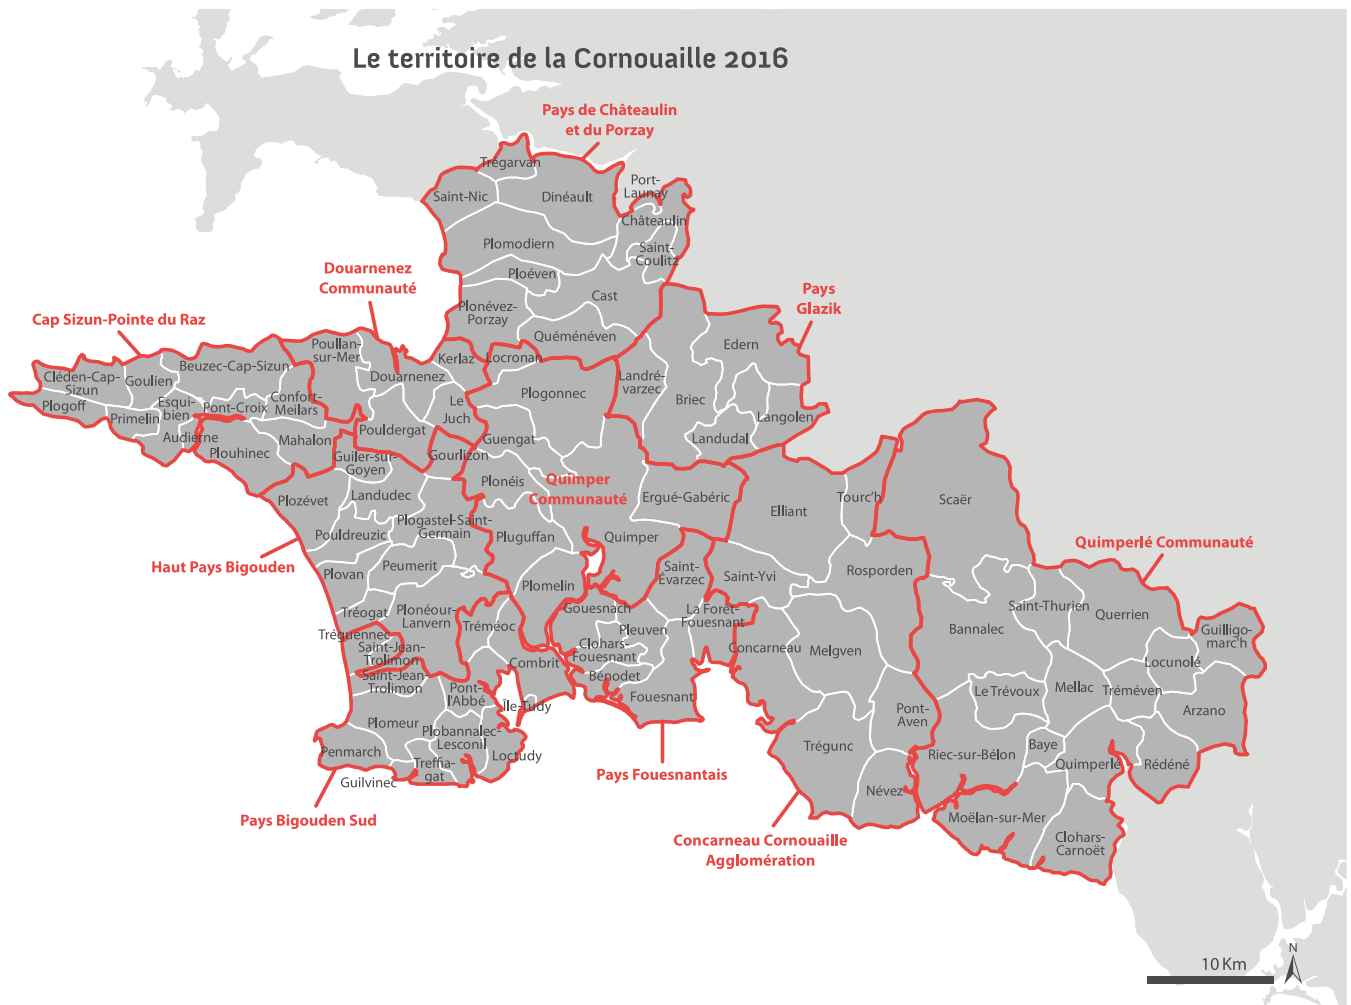 Le territoire de la Cornouaille 2016
Pays de Châteaulin
et du Porzay
Trégarvan
Saint-Nic
Dinéault
Port-
Launay
Châteaulin
Plomodiern
Saint-
Coulitz
Ploéven
Cast
Plonévez-
Porzay
Quéménéven
Douarnenez
Communauté
Cap Sizun-Pointe du Raz
Pays
Glazik
Poullan-
sur-Mer
Kerlaz
Locronan
Edern
Beuzec-Cap-Sizun
Cléden-Cap-
Sizun
Goulien
Douarnenez
Landré-
varzec
Plogonnec
Briec
Plogoff
Primelin
Esqui-
bien
Pont-Croix
Confort-
Meilars
Le
Juch
Langolen
Audierne
Mahalon
Pouldergat
Guengat
Landudal
Plouhinec
Guiler-sur-
Goyen
Gourlizon
Plonéis
Quimper
Communauté
Ergué-Gabéric
Plozévet
Landudec
Elliant
Tourc'h
Scaër
Plogastel-Saint-
Germain
Pouldreuzic
Pluguffan
Quimper
Haut Pays Bigouden
Peumerit
Plovan
Plomelin
Saint-
Évarzec
Saint-Yvi
Rosporden
Quimperlé Communauté
Tréogat
Plonéour-
Lanvern
Gouesnach
La Forêt-
Fouesnant
Saint-Thurien
Querrien
Tréguennec
Tréméoc
Pleuven
Bannalec
Guilligo-
marc'h
Saint-Jean-
Trolimon
Clohars-
Fouesnant
Concarneau
Melgven
Locunolé
Saint-Jean-
Trolimon
Combrit
Bénodet
Pont-
l'Abbé
Île-Tudy
Fouesnant
Le Trévoux
Mellac
Tréméven
Arzano
Plomeur
Pont-
Aven
Plobannalec-
Lesconil
Penmarch
Treffia-
gat
Loctudy
Trégunc
Riec-sur-Bélon
Baye
Quimperlé
Rédéné
Guilvinec
Pays Fouesnantais
Névez
Pays Bigouden Sud
Moëlan-sur-Mer
Concarneau Cornouaille
Agglomération
Clohars-
Carnoët
N
10 Km